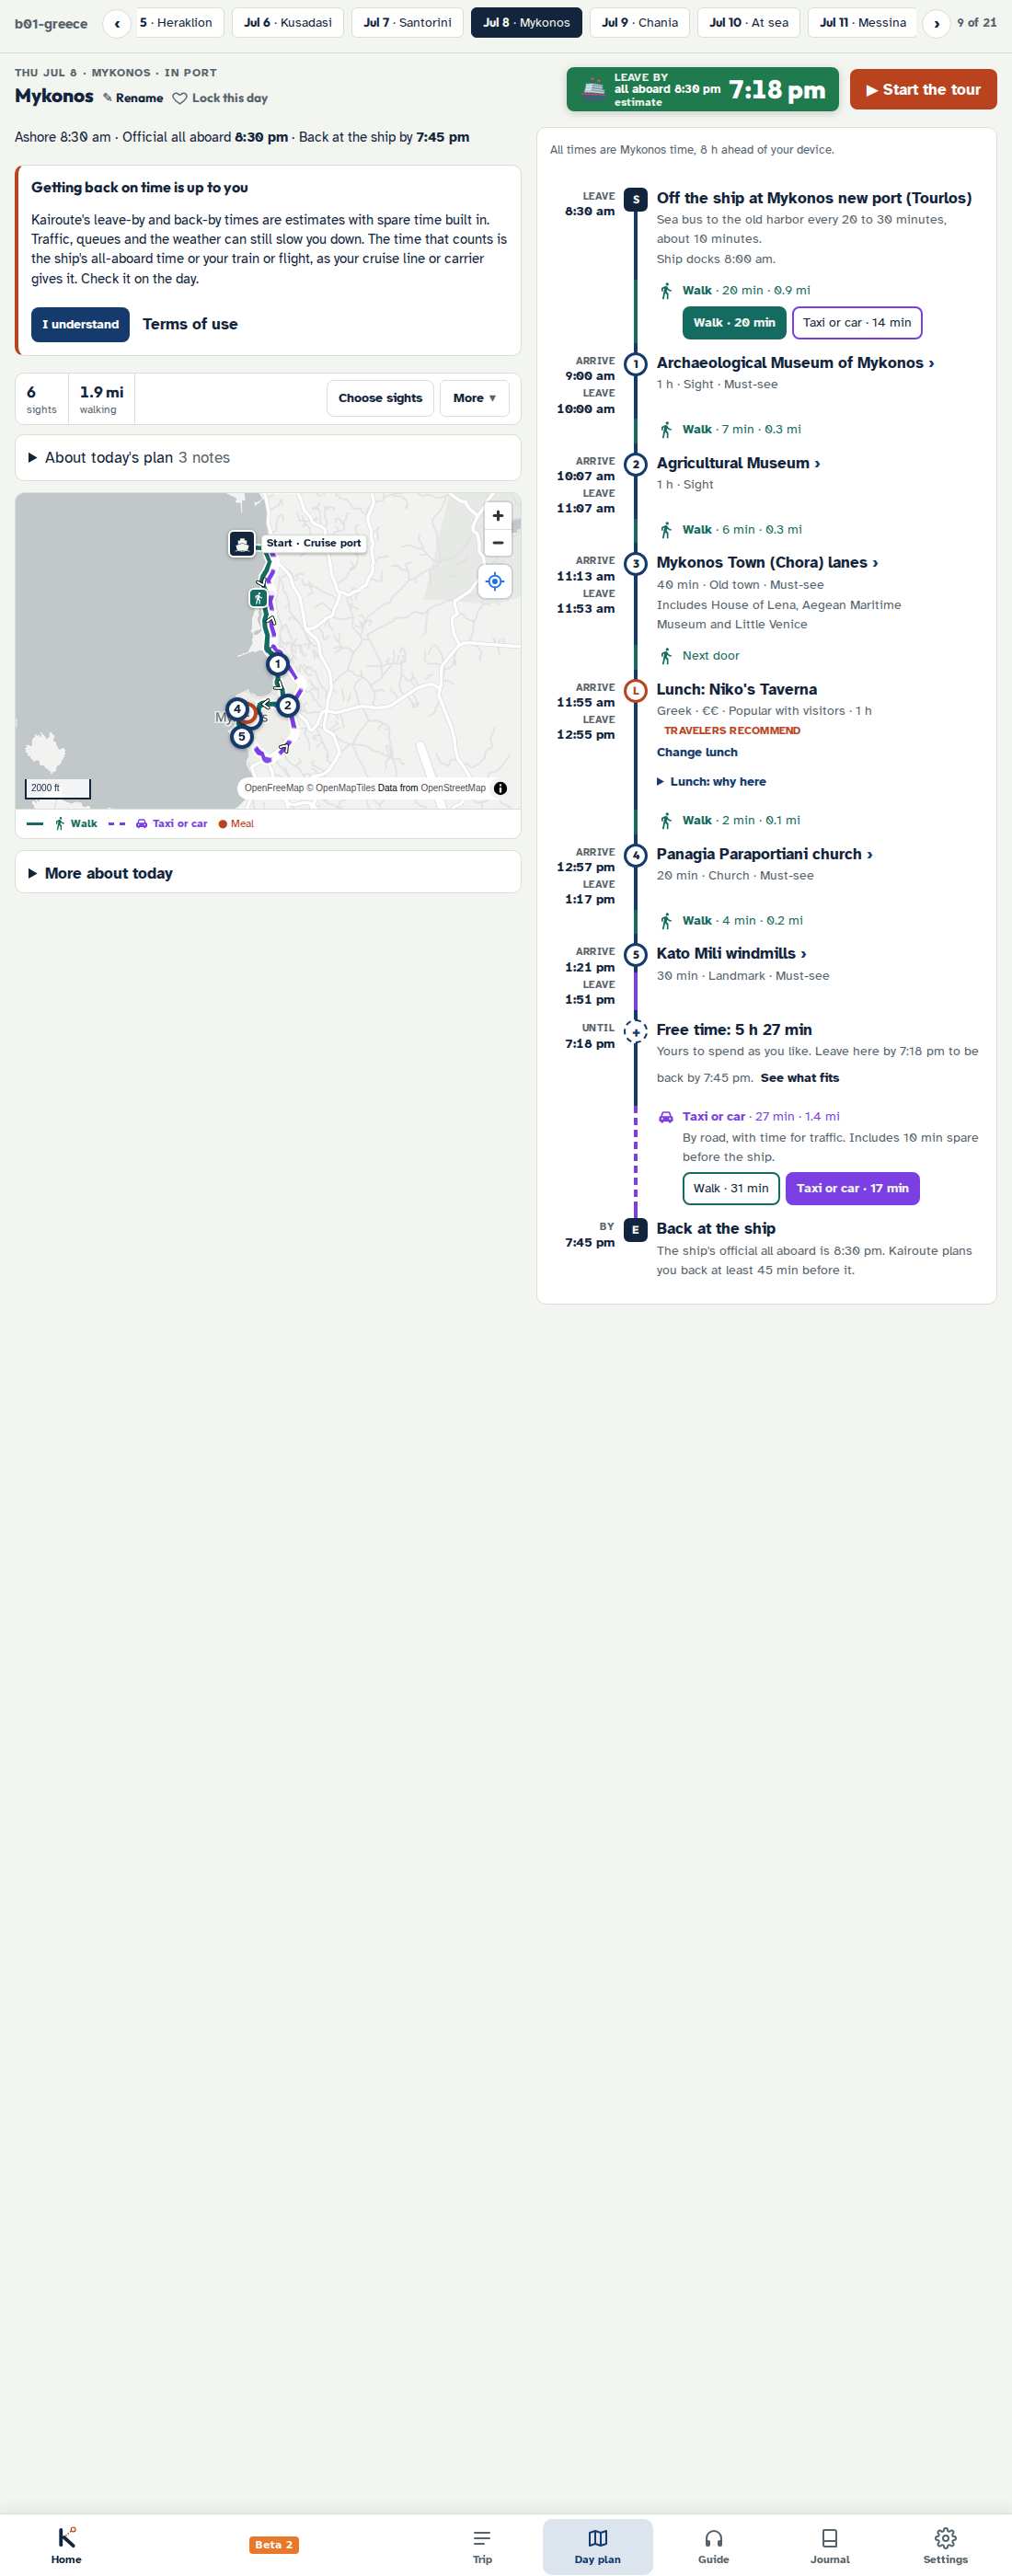 b01-greece
‹
5 · Heraklion
Jul 6 · Kusadasi
Jul 7 · Santorini
Jul 8 · Mykonos
Jul 9 · Chania
Jul 10 · At sea
Jul 11 · Messina
›
9 of 21
THU JUL 8 · MYKONOS · IN PORT
Mykonos
✎ Rename
Lock this day
LEAVE BY
all aboard 8:30 pm
estimate
7:18 pm
▶ Start the tour
Ashore 8:30 am · Official all aboard 8:30 pm · Back at the ship by 7:45 pm
Getting back on time is up to you
Kairoute's leave-by and back-by times are estimates with spare time built in.
Traffic, queues and the weather can still slow you down. The time that counts is
the ship's all-aboard time or your train or flight, as your cruise line or carrier
gives it. Check it on the day.
I understand
Terms of use
6
sights
1.9 mi
walking
Choose sights
More ▼
▶ About today's plan 3 notes
Start · Cruise port
+
−
1
2
4
5
2000 ft
OpenFreeMap © OpenMapTiles Data from OpenStreetMap
Walk
Taxi or car
Meal
▶ More about today
All times are Mykonos time, 8 h ahead of your device.
LEAVE
8:30 am
S
Off the ship at Mykonos new port (Tourlos)
Sea bus to the old harbor every 20 to 30 minutes,
about 10 minutes.
Ship docks 8:00 am.
Walk · 20 min · 0.9 mi
Walk · 20 min
Taxi or car · 14 min
ARRIVE
9:00 am
LEAVE
10:00 am
1
Archaeological Museum of Mykonos ›
1 h · Sight · Must-see
Walk · 7 min · 0.3 mi
ARRIVE
10:07 am
LEAVE
11:07 am
2
Agricultural Museum ›
1 h · Sight
Walk · 6 min · 0.3 mi
ARRIVE
11:13 am
LEAVE
11:53 am
3
Mykonos Town (Chora) lanes ›
40 min · Old town · Must-see
Includes House of Lena, Aegean Maritime
Museum and Little Venice
Next door
ARRIVE
11:55 am
LEAVE
12:55 pm
L
Lunch: Niko's Taverna
Greek · €€ · Popular with visitors · 1 h
TRAVELERS RECOMMEND
Change lunch
▶ Lunch: why here
Walk · 2 min · 0.1 mi
ARRIVE
12:57 pm
LEAVE
1:17 pm
4
Panagia Paraportiani church ›
20 min · Church · Must-see
Walk · 4 min · 0.2 mi
ARRIVE
1:21 pm
LEAVE
1:51 pm
5
Kato Mili windmills ›
30 min · Landmark · Must-see
UNTIL
7:18 pm
+
Free time: 5 h 27 min
Yours to spend as you like. Leave here by 7:18 pm to be
back by 7:45 pm. See what fits
Taxi or car · 27 min · 1.4 mi
By road, with time for traffic. Includes 10 min spare
before the ship.
Walk · 31 min
Taxi or car · 17 min
BY
7:45 pm
E
Back at the ship
The ship's official all aboard is 8:30 pm. Kairoute plans
you back at least 45 min before it.
Home
Beta 2
Trip
Day plan
Guide
Journal
Settings